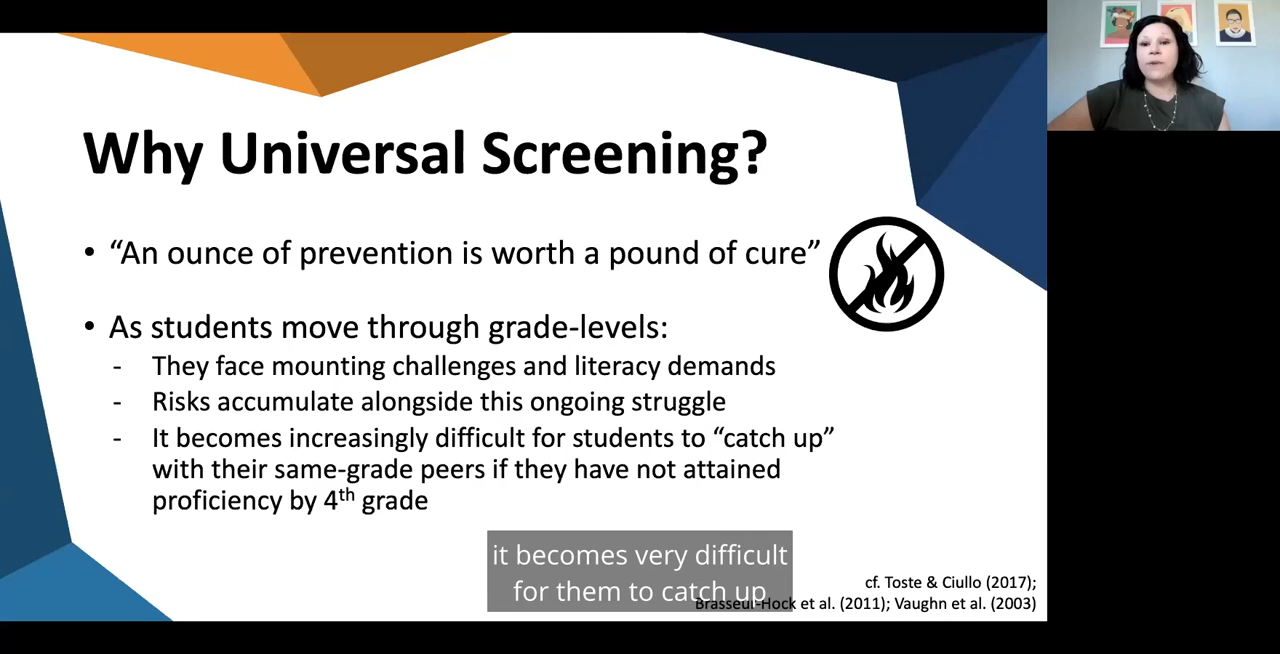 Why Universal Screening?
• “An ounce of prevention is worth a pound of cure”
• As students move through grade-levels:
- They face mounting challenges and literacy demands
- Risks accumulate alongside this ongoing struggle
- It becomes increasingly difficult for students to “catch up”
with their same-grade peers if they have not attained
proficiency by 4th grade
it becomes very difficult
for them to catch up
cf. Toste & Ciullo (2017);
Brasseur-Hock et al. (2011); Vaughn et al. (2003)